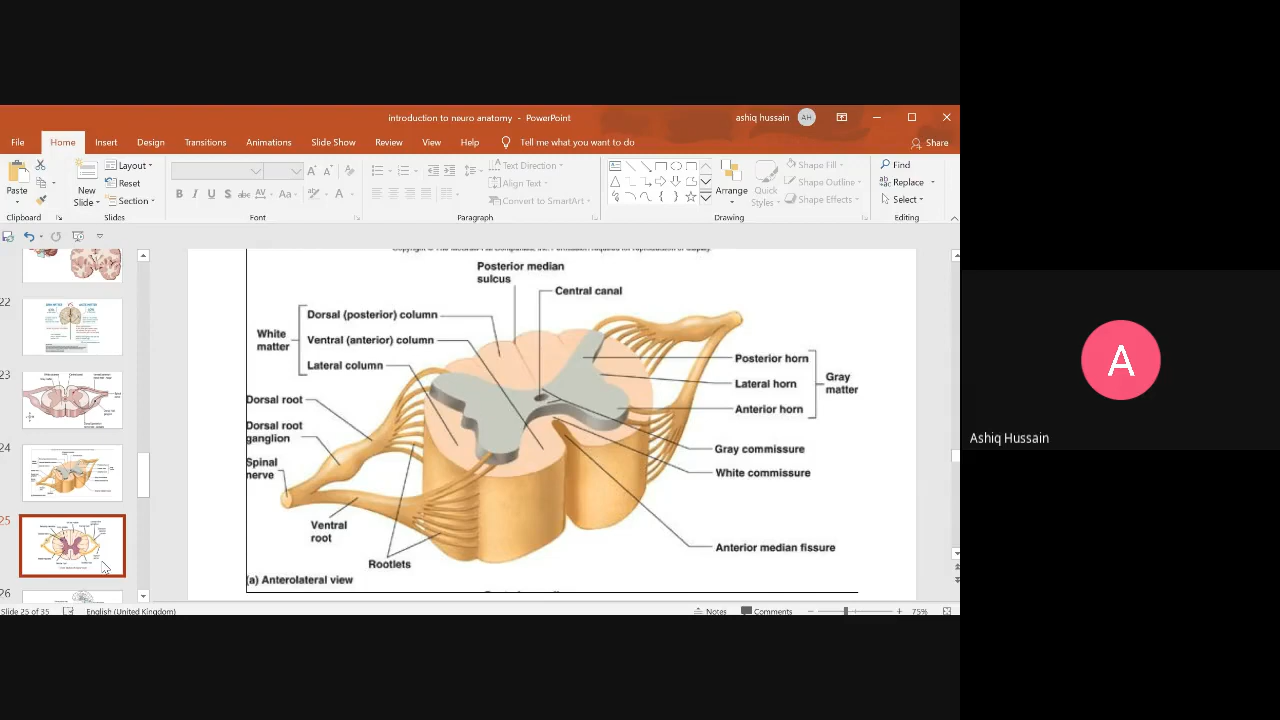 introduction to neuro anatomy - PowerPoint
ashiq hussain
AH
File
Home
Insert
Design
Transitions
Animations
Slide Show
Review
View
Help
Tell me what you want to do
Share
Paste
New
Slide
Layout
Reset
Section
B I U S abc AV Aa A
Text Direction
Align Text
Convert to SmartArt
Arrange
Quick
Styles
Shape Fill
Shape Outline
Shape Effects
Find
Replace
Select
Clipboard
Slides
Font
Paragraph
Drawing
Editing
22
23
24
25
26
Posterior median
sulcus
Central canal
Dorsal (posterior) column
White
matter
Ventral (anterior) column
Lateral column
Dorsal root
Dorsal root
ganglion
Spinal
nerve
Ventral
root
Rootlets
(a) Anterolateral view
Posterior horn
Lateral horn
Anterior horn
Gray
matter
Gray commissure
White commissure
Anterior median fissure
Slide 25 of 35
English (United Kingdom)
Notes
Comments
75%
A
Ashiq Hussain